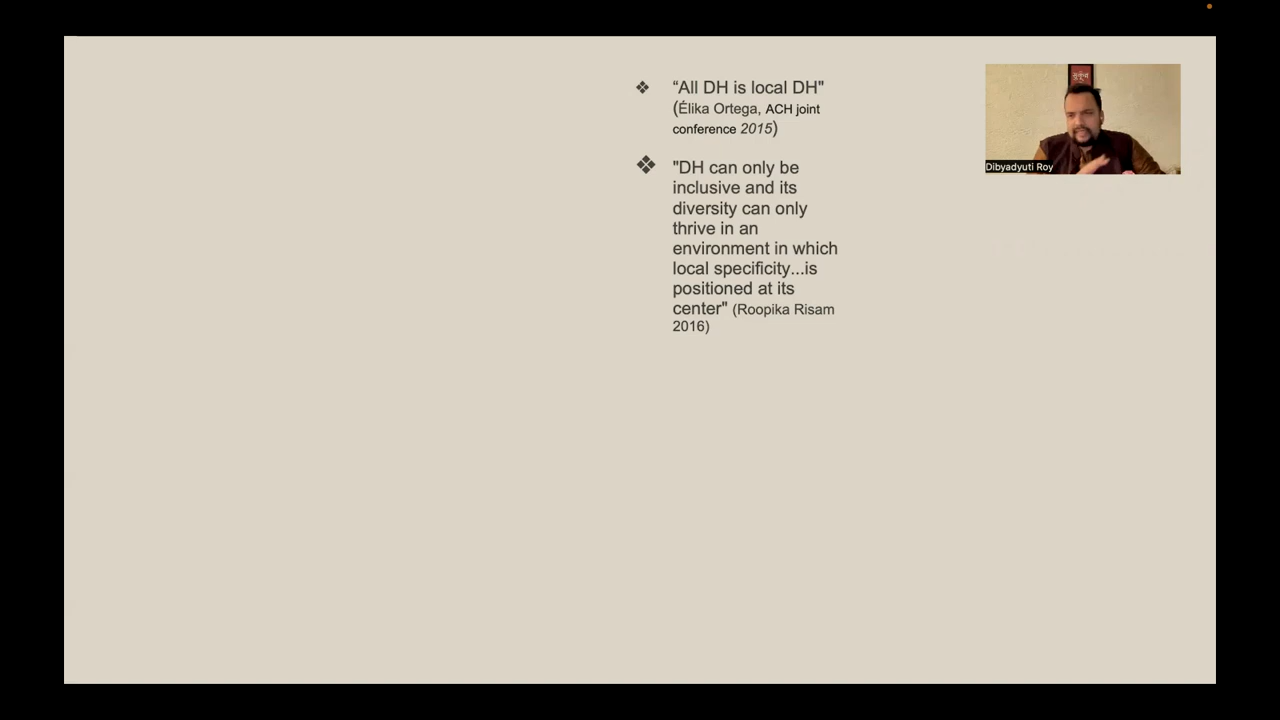 ❖ “All DH is local DH"
(Élika Ortega, ACH joint
conference 2015)
❖ "DH can only be
inclusive and its
diversity can only
thrive in an
environment in which
local specificity...is
positioned at its
center" (Roopika Risam
2016)
Dibyadyuti Roy